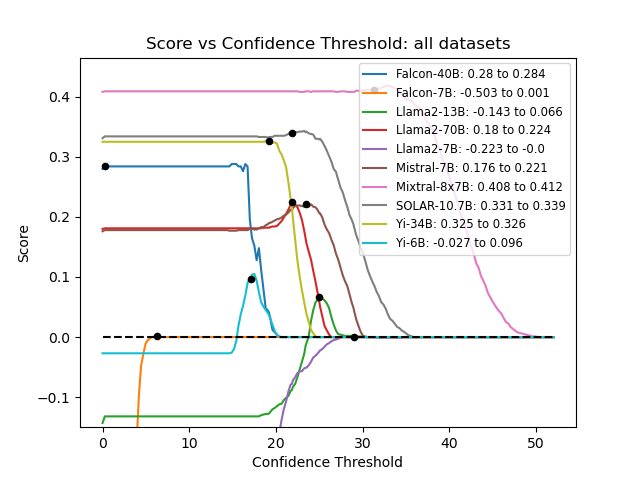 Score vs Confidence Threshold: all datasets
Falcon-40B: 0.28 to 0.284
Falcon-7B: -0.503 to 0.001
Llama2-13B: -0.143 to 0.066
Llama2-70B: 0.18 to 0.224
Llama2-7B: -0.223 to -0.0
Mistral-7B: 0.176 to 0.221
Mixtral-8x7B: 0.408 to 0.412
SOLAR-10.7B: 0.331 to 0.339
Yi-34B: 0.325 to 0.326
Yi-6B: -0.027 to 0.096
Score
0.4
0.3
0.2
0.1
0.0
−0.1
0 10 20 30 40 50
Confidence Threshold